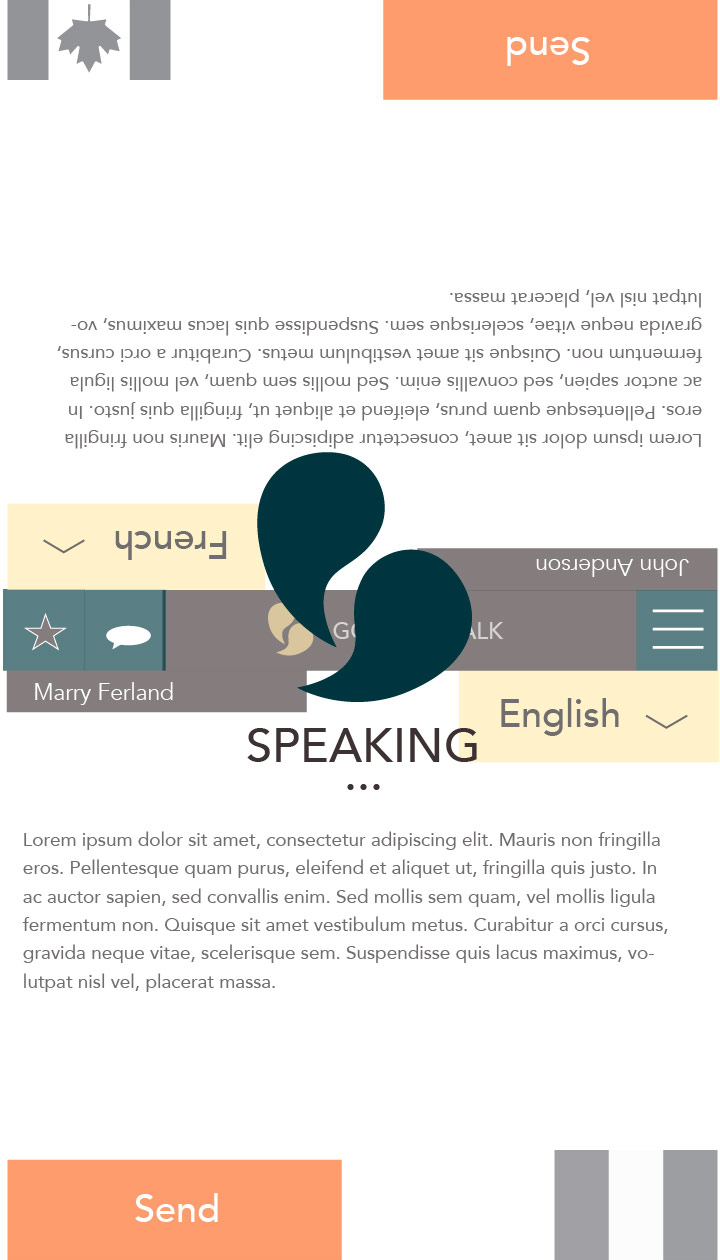 Send
Lorem ipsum dolor sit amet, consectetur adipiscing elit. Mauris non fringilla
eros. Pellentesque quam purus, eleifend et aliquet ut, fringilla quis justo. In
ac auctor sapien, sed convallis enim. Sed mollis sem quam, vel mollis ligula
fermentum non. Quisque sit amet vestibulum metus. Curabitur a orci cursus,
gravida neque vitae, scelerisque sem. Suspendisse quis lacus maximus, vo-
lutpat nisl vel, placerat massa.
French
John Anderson
Marry Ferland
English
SPEAKING
...
Lorem ipsum dolor sit amet, consectetur adipiscing elit. Mauris non fringilla
eros. Pellentesque quam purus, eleifend et aliquet ut, fringilla quis justo. In
ac auctor sapien, sed convallis enim. Sed mollis sem quam, vel mollis ligula
fermentum non. Quisque sit amet vestibulum metus. Curabitur a orci cursus,
gravida neque vitae, scelerisque sem. Suspendisse quis lacus maximus, vo-
lutpat nisl vel, placerat massa.
Send